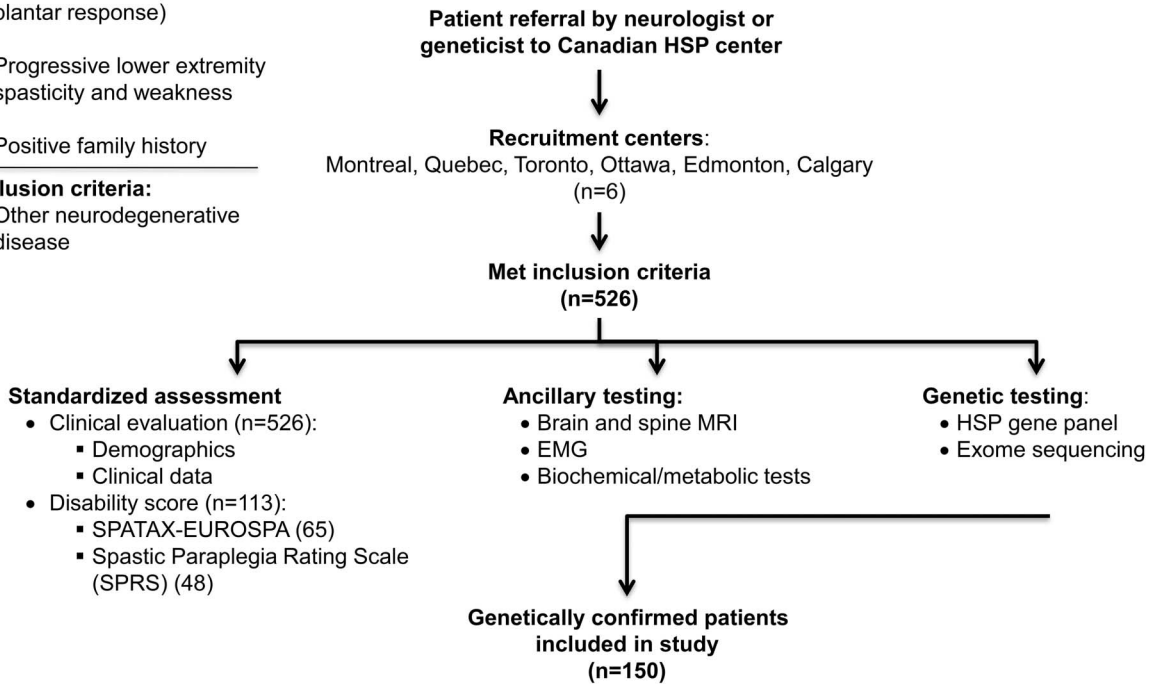 plantar response)
Progressive lower extremity
spasticity and weakness
Positive family history
lusion criteria:
Other neurodegenerative
disease
Patient referral by neurologist or
geneticist to Canadian HSP center
Recruitment centers:
Montreal, Quebec, Toronto, Ottawa, Edmonton, Calgary
(n=6)
Met inclusion criteria
(n=526)
Standardized assessment
• Clinical evaluation (n=526):
▪ Demographics
▪ Clinical data
• Disability score (n=113):
▪ SPATAX-EUROSPA (65)
▪ Spastic Paraplegia Rating Scale
(SPRS) (48)
Ancillary testing:
• Brain and spine MRI
• EMG
• Biochemical/metabolic tests
Genetic testing:
• HSP gene panel
• Exome sequencing
Genetically confirmed patients
included in study
(n=150)